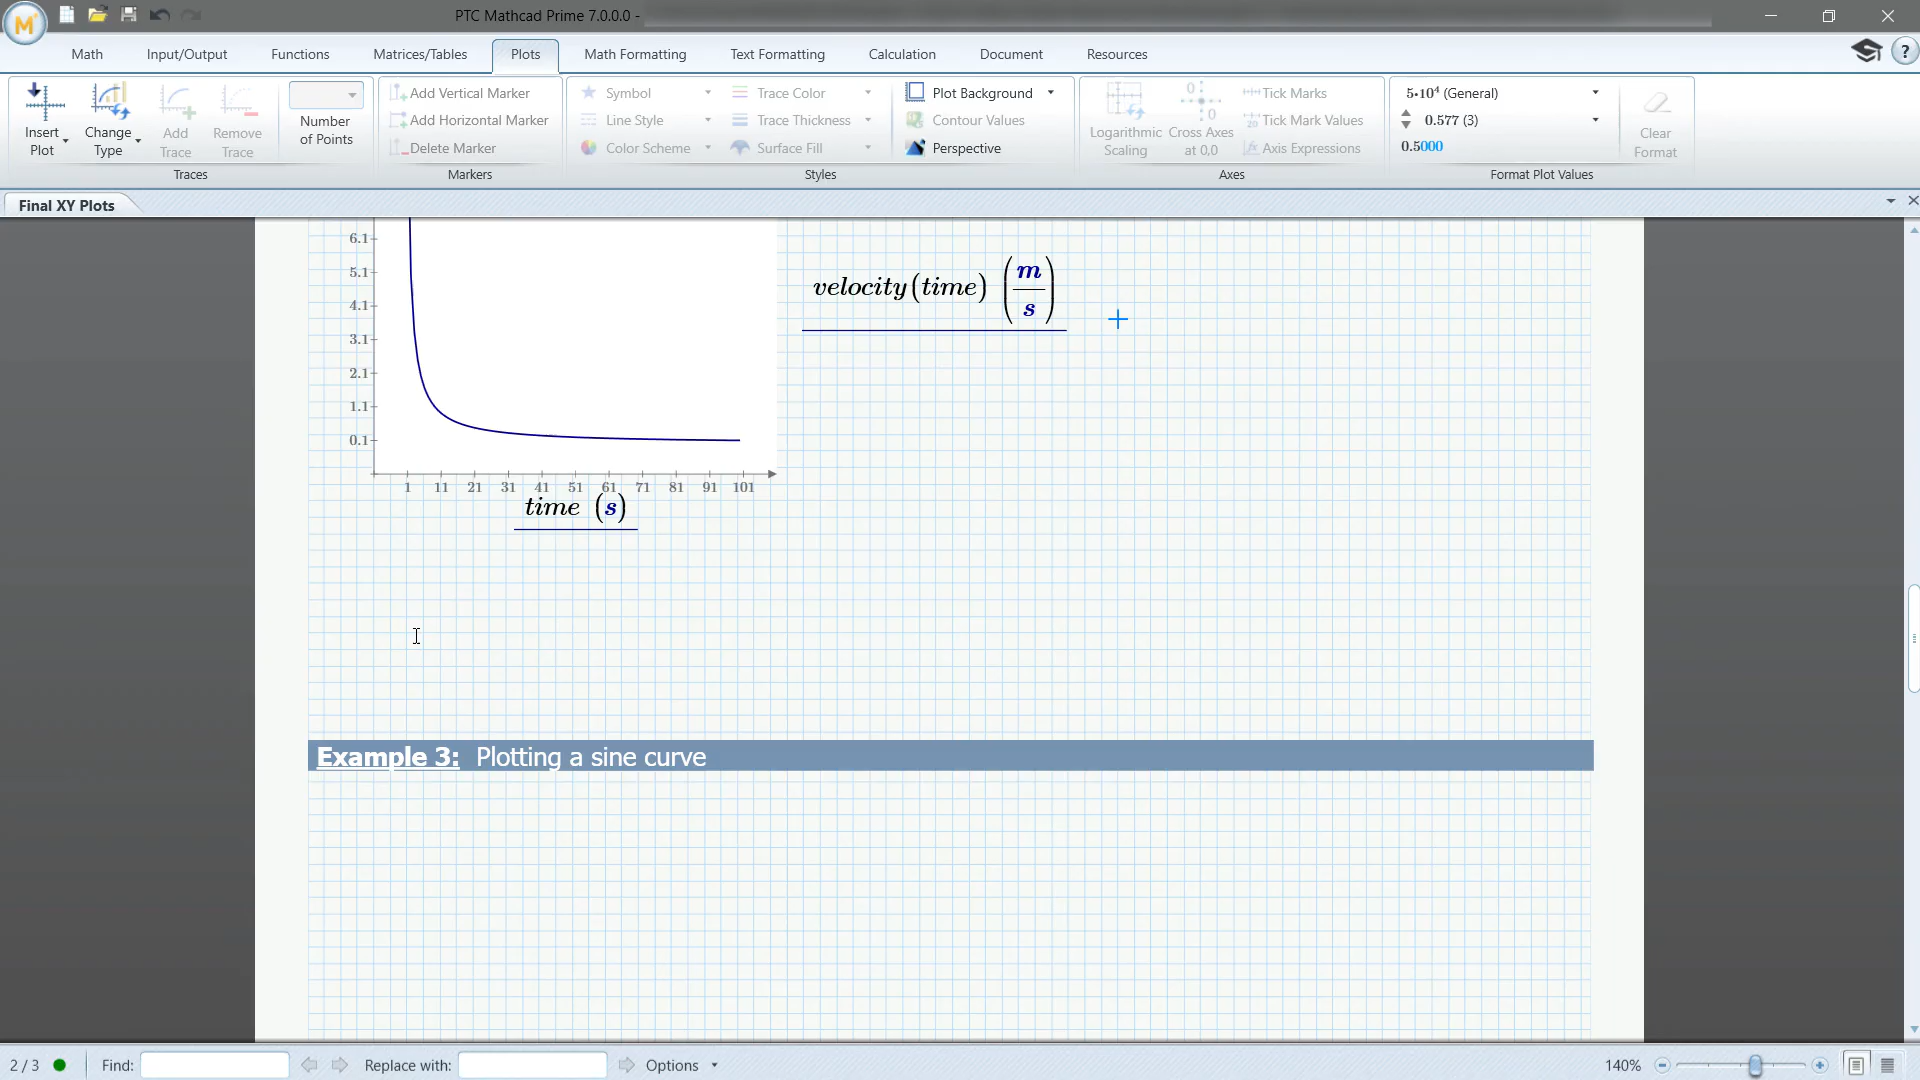 PTC Mathcad Prime 7.0.0.0 -
Math Input/Output Functions Matrices/Tables Plots Math Formatting Text Formatting Calculation Document Resources
Insert Plot
Change Type
Add Trace
Remove Trace
Number of Points
Traces
Add Vertical Marker
Add Horizontal Marker
Delete Marker
Markers
Symbol
Line Style
Color Scheme
Trace Color
Trace Thickness
Surface Fill
Plot Background
Contour Values
Perspective
Styles
Logarithmic Scaling
Cross Axes at 0,0
Tick Marks
Tick Mark Values
Axis Expressions
Axes
5•10⁴ (General)
0.577 (3)
0.5000
Format Plot Values
Clear Format
Final XY Plots
6.1
5.1
4.1
3.1
2.1
1.1
0.1
1 11 21 31 41 51 61 71 81 91 101
time (s)
velocity(time) (m/s)
Example 3: Plotting a sine curve
2 / 3 Find: Replace with: Options 140%